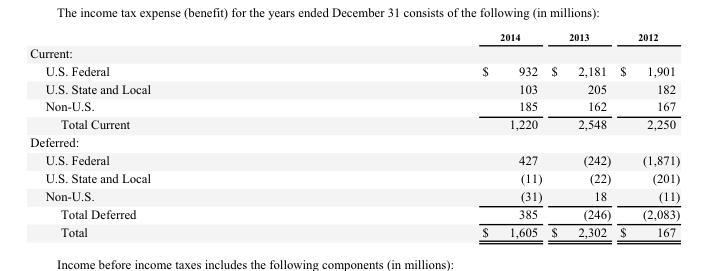 The income tax expense (benefit) for the years ended December 31 consists of the following (in millions):
2014 2013 2012
Current:
U.S. Federal $ 932 $ 2,181 $ 1,901
U.S. State and Local 103 205 182
Non-U.S. 185 162 167
Total Current 1,220 2,548 2,250
Deferred:
U.S. Federal 427 (242) (1,871)
U.S. State and Local (11) (22) (201)
Non-U.S. (31) 18 (11)
Total Deferred 385 (246) (2,083)
Total $ 1,605 $ 2,302 $ 167
Income before income taxes includes the following components (in millions):